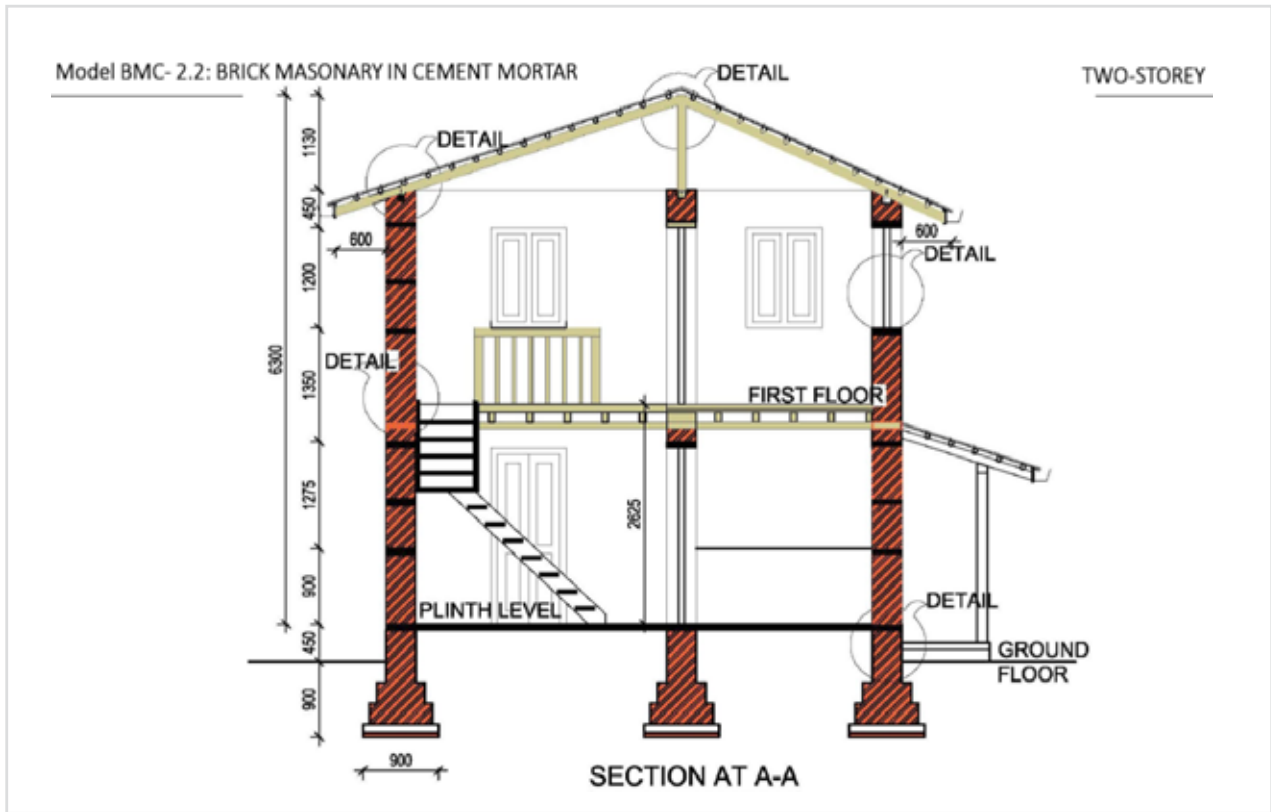 Model BMC- 2.2: BRICK MASONARY IN CEMENT MORTAR
TWO-STOREY
DETAIL
DETAIL
1130
450
600
600
DETAIL
1200
6300
DETAIL
1350
FIRST FLOOR
1275
2625
900
PLINTH LEVEL
DETAIL
450
GROUND
FLOOR
900
900
SECTION AT A-A